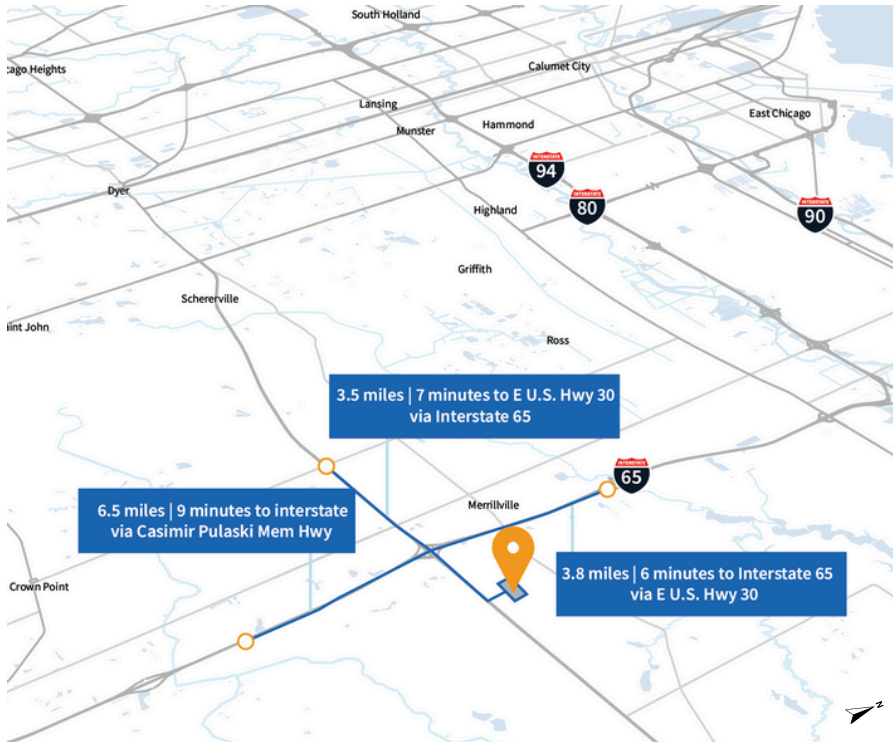 South Holland
cago Heights
Calumet City
Lansing
East Chicago
Munster
Hammond
INTERSTATE
94
Dyer
INTERSTATE
80
Highland
INTERSTATE
90
Griffith
Schererville
aint John
Ross
3.5 miles | 7 minutes to E U.S. Hwy 30
via Interstate 65
INTERSTATE
65
6.5 miles | 9 minutes to interstate
via Casimir Pulaski Mem Hwy
Merrillville
3.8 miles | 6 minutes to Interstate 65
via E U.S. Hwy 30
Crown Point
N